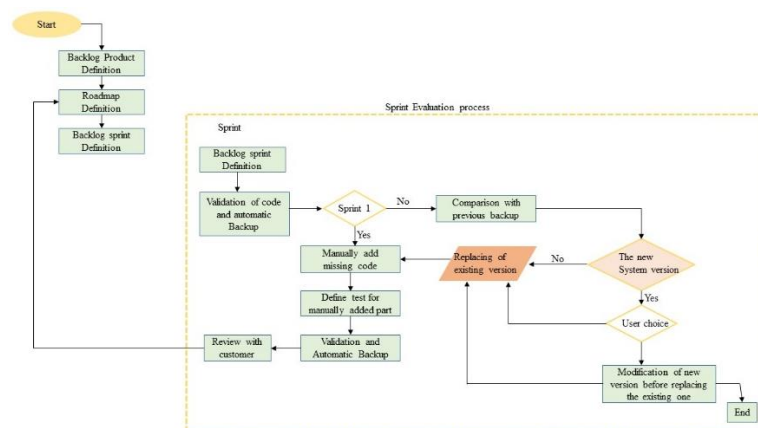 Start
Backlog Product
Definition
Roadmap
Definition
Backlog sprint
Definition
Sprint Evaluation process
Sprint
Backlog sprint
Definition
Validation of code
and automatic
Backup
Sprint 1
No
Comparison with
previous backup
Yes
Manually add
missing code
Replacing of
existing version
No
The new
System version
Define test for
manually added part
Yes
User choice
Review with
customer
Validation and
Automatic Backup
Modification of new
version before replacing
the existing one
End